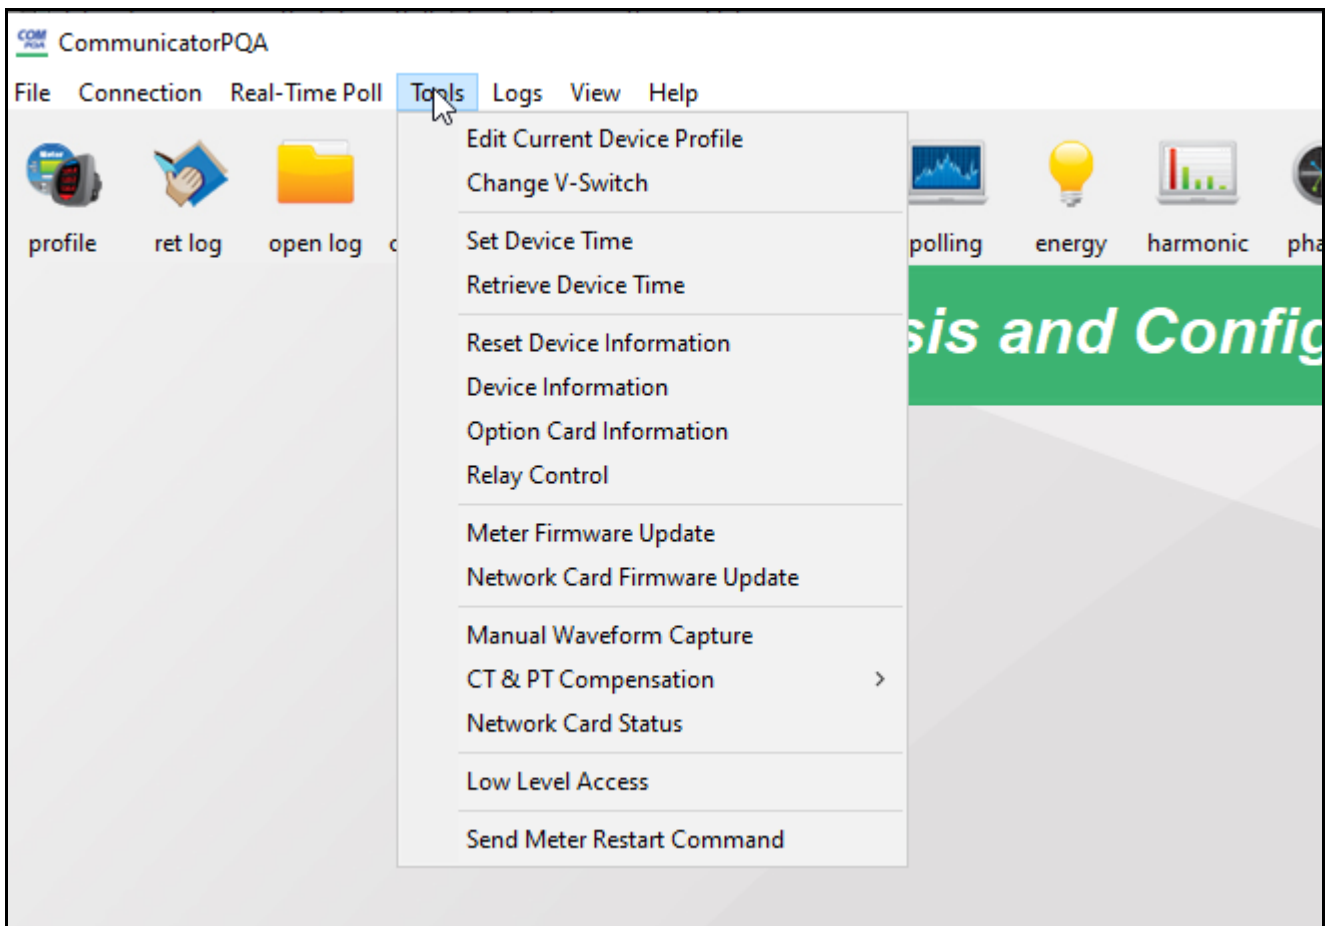 COM
PQA
CommunicatorPQA
File Connection Real-Time Poll Tools Logs View Help
profile ret log open log polling energy harmonic
Edit Current Device Profile
Change V-Switch
Set Device Time
Retrieve Device Time
Reset Device Information
Device Information
Option Card Information
Relay Control
Meter Firmware Update
Network Card Firmware Update
Manual Waveform Capture
CT & PT Compensation
Network Card Status
Low Level Access
Send Meter Restart Command
sis and Config